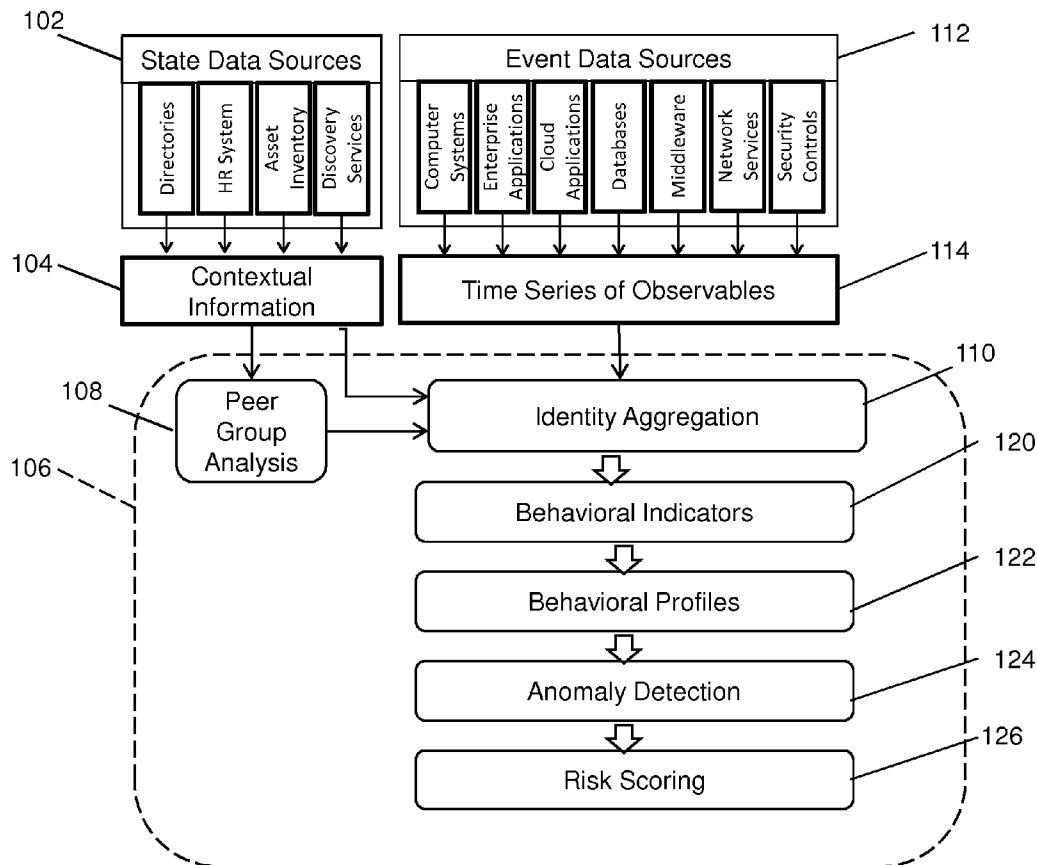 102
State Data Sources
Directories
HR System
Asset
Inventory
Discovery
Services
112
Event Data Sources
Computer
Systems
Enterprise
Applications
Cloud
Applications
Databases
Middleware
Network
Services
Security
Controls
104
Contextual
Information
114
Time Series of Observables
106
108
Peer
Group
Analysis
110
Identity Aggregation
120
Behavioral Indicators
122
Behavioral Profiles
124
Anomaly Detection
126
Risk Scoring